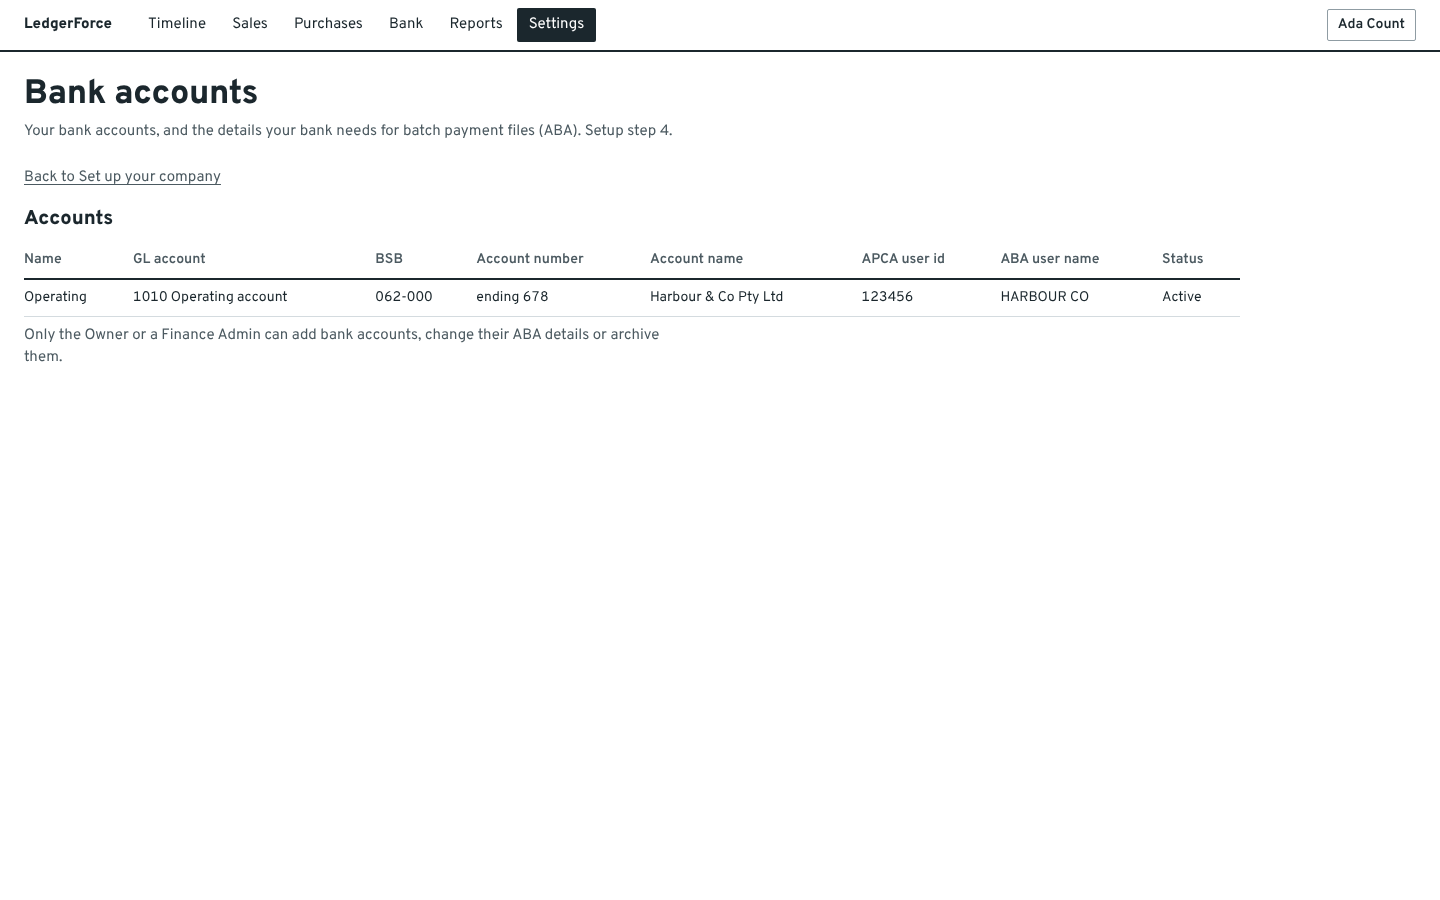 LedgerForce Timeline Sales Purchases Bank Reports Settings Ada Count
Bank accounts
Your bank accounts, and the details your bank needs for batch payment files (ABA). Setup step 4.
Back to Set up your company
Accounts
Name GL account BSB Account number Account name APCA user id ABA user name Status
Operating 1010 Operating account 062-000 ending 678 Harbour & Co Pty Ltd 123456 HARBOUR CO Active
Only the Owner or a Finance Admin can add bank accounts, change their ABA details or archive
them.